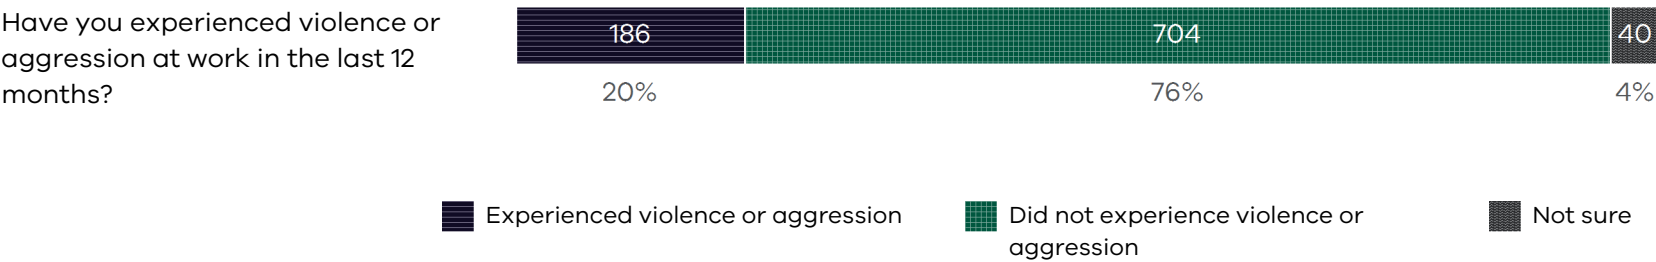 Have you experienced violence or
aggression at work in the last 12
months?
186
704
40
20%
76%
4%
Experienced violence or aggression
Did not experience violence or
aggression
Not sure